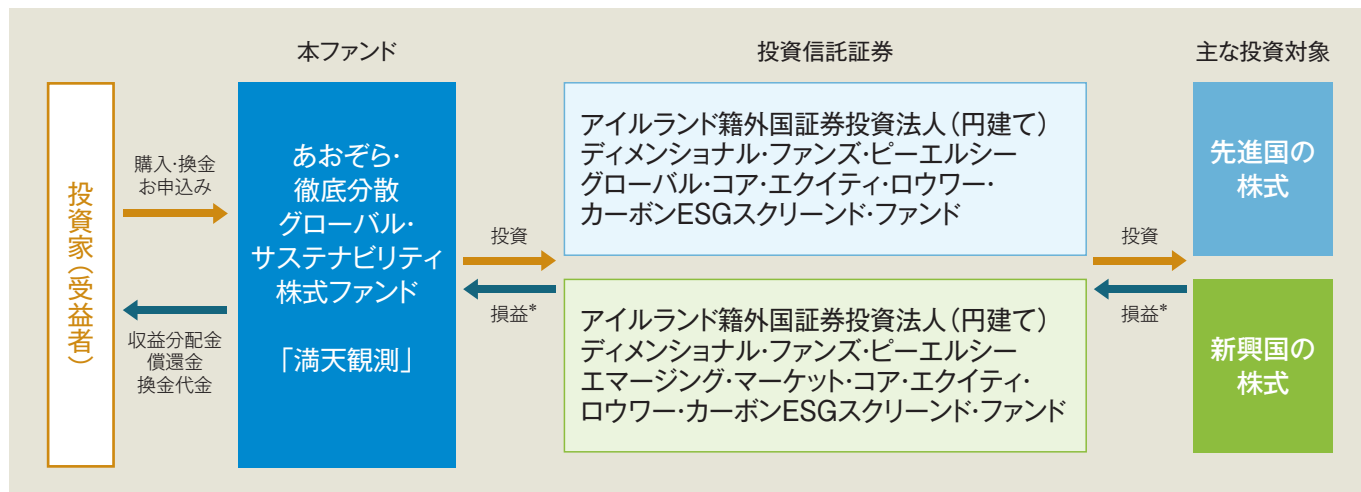 本ファンド
投資信託証券
主な投資対象
投資家（受益者）
購入・換金
お申込み
収益分配金
償還金
換金代金
あおぞら・
徹底分散
グローバル・
サステナビリティ
株式ファンド
「満天観測」
投資
損益*
アイルランド籍外国証券投資法人（円建て）
ディメンショナル・ファンズ・ピーエルシー
グローバル・コア・エクイティ・ロウワー・
カーボンESGスクリーンド・ファンド
アイルランド籍外国証券投資法人（円建て）
ディメンショナル・ファンズ・ピーエルシー
エマージング・マーケット・コア・エクイティ・
ロウワー・カーボンESGスクリーンド・ファンド
投資
損益*
先進国の
株式
新興国の
株式